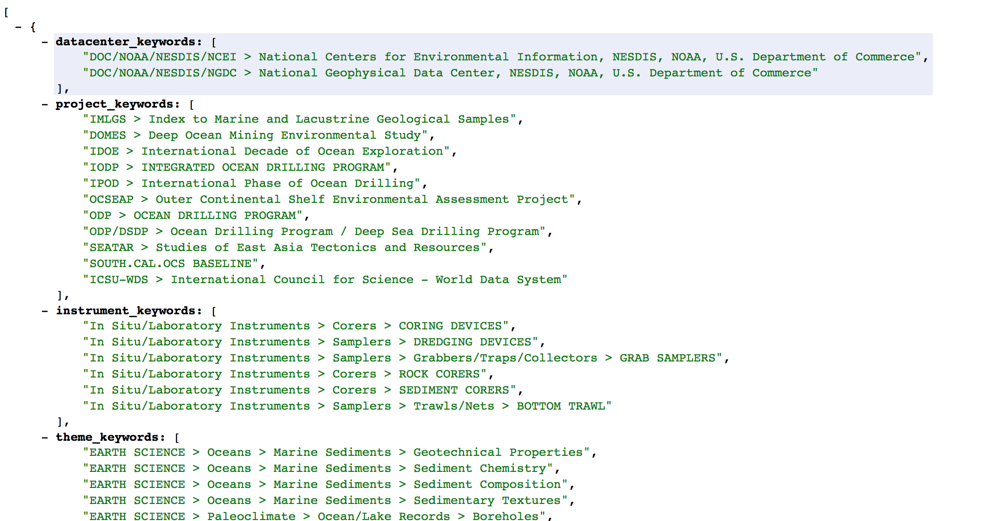 [
- {
- datacenter_keywords: [
"DOC/NOAA/NESDIS/NCEI > National Centers for Environmental Information, NESDIS, NOAA, U.S. Department of Commerce",
"DOC/NOAA/NESDIS/NGDC > National Geophysical Data Center, NESDIS, NOAA, U.S. Department of Commerce"
],
- project_keywords: [
"IMLGS > Index to Marine and Lacustrine Geological Samples",
"DOMES > Deep Ocean Mining Environmental Study",
"IDOE > International Decade of Ocean Exploration",
"IODP > INTEGRATED OCEAN DRILLING PROGRAM",
"IPOD > International Phase of Ocean Drilling",
"OCSEAP > Outer Continental Shelf Environmental Assessment Project",
"ODP > OCEAN DRILLING PROGRAM",
"ODP/DSDP > Ocean Drilling Program / Deep Sea Drilling Program",
"SEATAR > Studies of East Asia Tectonics and Resources",
"SOUTH.CAL.OCS BASELINE",
"ICSU-WDS > International Council for Science - World Data System"
],
- instrument_keywords: [
"In Situ/Laboratory Instruments > Corers > CORING DEVICES",
"In Situ/Laboratory Instruments > Samplers > DREDGING DEVICES",
"In Situ/Laboratory Instruments > Samplers > Grabbers/Traps/Collectors > GRAB SAMPLERS",
"In Situ/Laboratory Instruments > Corers > ROCK CORERS",
"In Situ/Laboratory Instruments > Corers > SEDIMENT CORERS",
"In Situ/Laboratory Instruments > Samplers > Trawls/Nets > BOTTOM TRAWL"
],
- theme_keywords: [
"EARTH SCIENCE > Oceans > Marine Sediments > Geotechnical Properties",
"EARTH SCIENCE > Oceans > Marine Sediments > Sediment Chemistry",
"EARTH SCIENCE > Oceans > Marine Sediments > Sediment Composition",
"EARTH SCIENCE > Oceans > Marine Sediments > Sedimentary Textures",
"EARTH SCIENCE > Paleoclimate > Ocean/Lake Records > Boreholes",